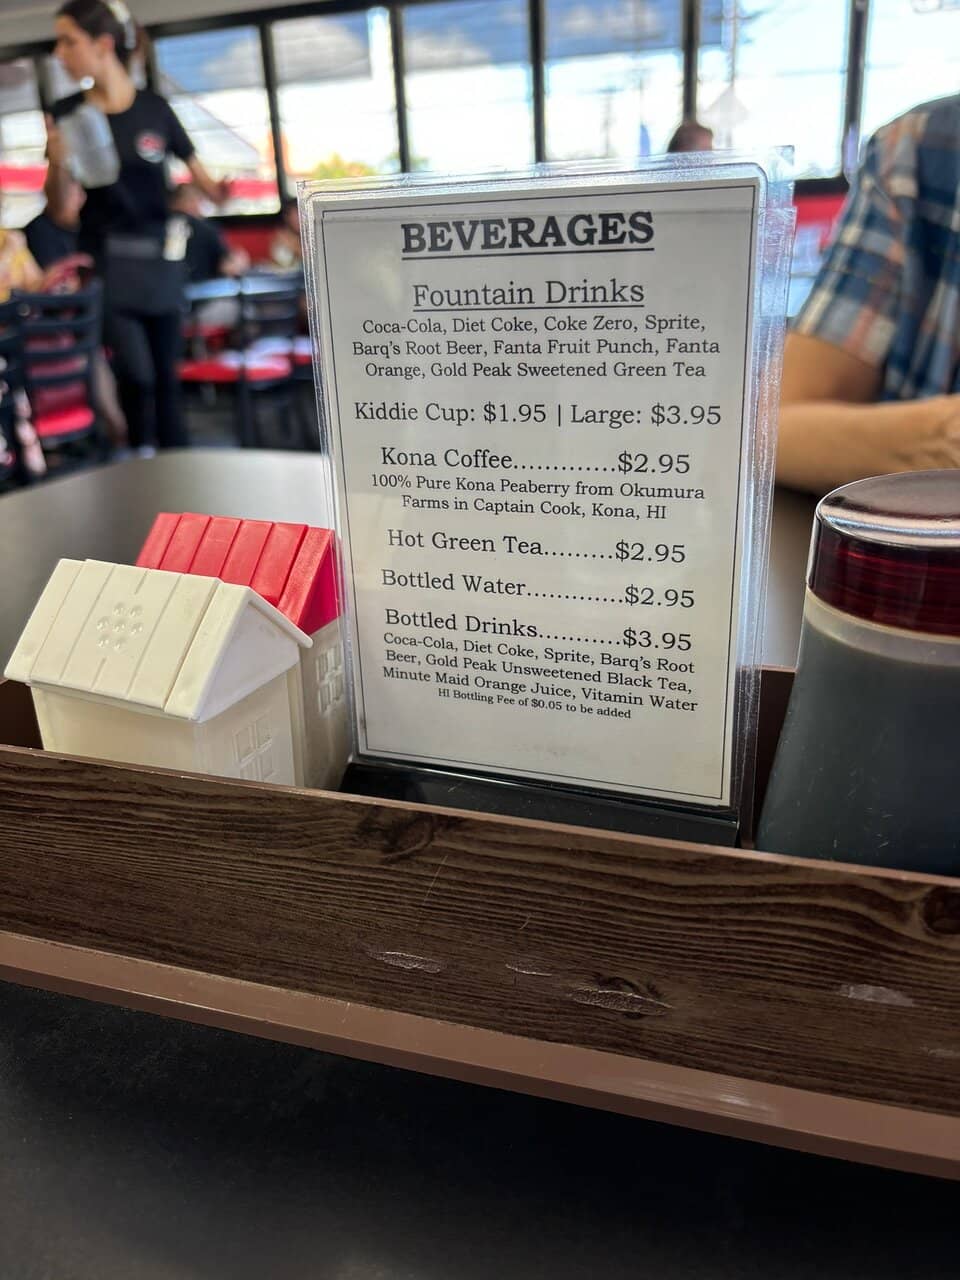 BEVERAGES
Fountain Drinks
Coca-Cola, Diet Coke, Coke Zero, Sprite,
Barq's Root Beer, Fanta Fruit Punch, Fanta
Orange, Gold Peak Sweetened Green Tea
Kiddie Cup: $1.95 | Large: $3.95
Kona Coffee.............$2.95
100% Pure Kona Peaberry from Okumura
Farms in Captain Cook, Kona, HI
Hot Green Tea.........$2.95
Bottled Water.............$2.95
Bottled Drinks...........$3.95
Coca-Cola, Diet Coke, Sprite, Barq's Root
Beer, Gold Peak Unsweetened Black Tea,
Minute Maid Orange Juice, Vitamin Water
HI Bottling Fee of $0.05 to be added